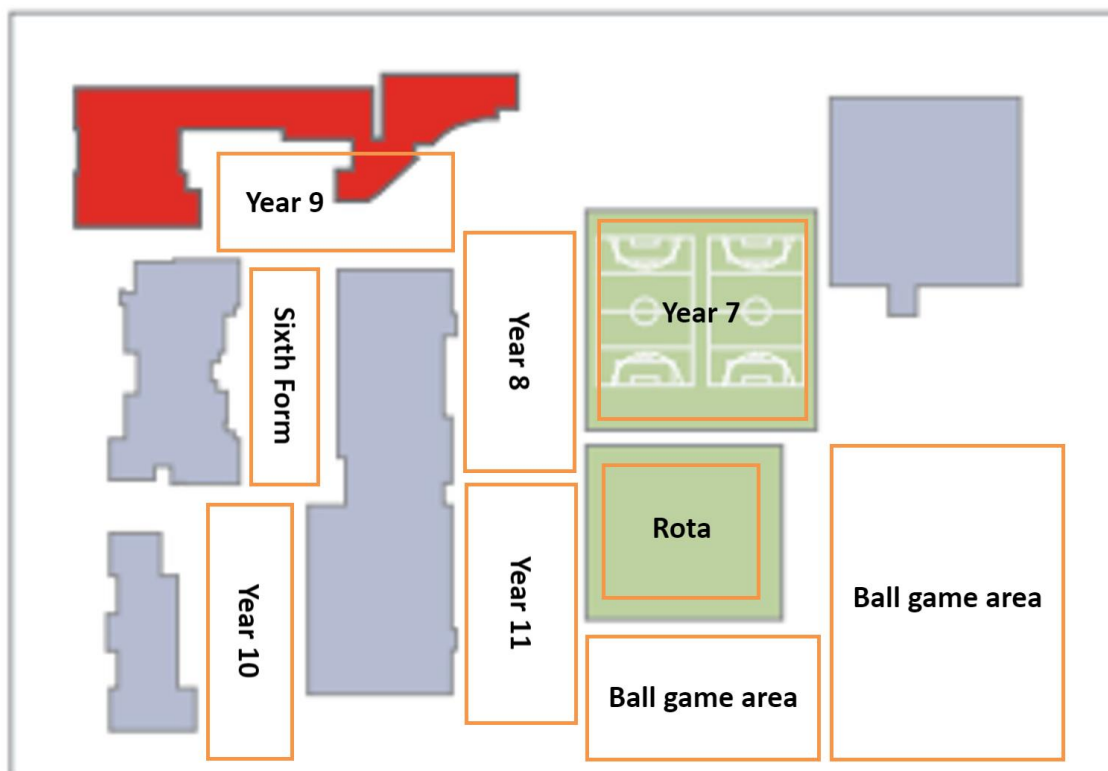 Year 9
Sixth Form
Year 8
Year 7
Year 10
Year 11
Rota
Ball game area
Ball game area